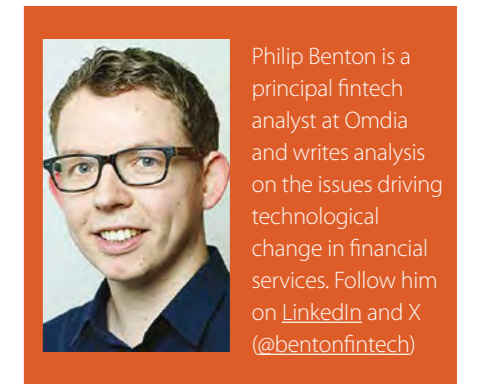 Philip Benton is a
principal fintech
analyst at Omdia
and writes analysis
on the issues driving
technological
change in financial
services. Follow him
on LinkedIn and X
(@bentonfintech)